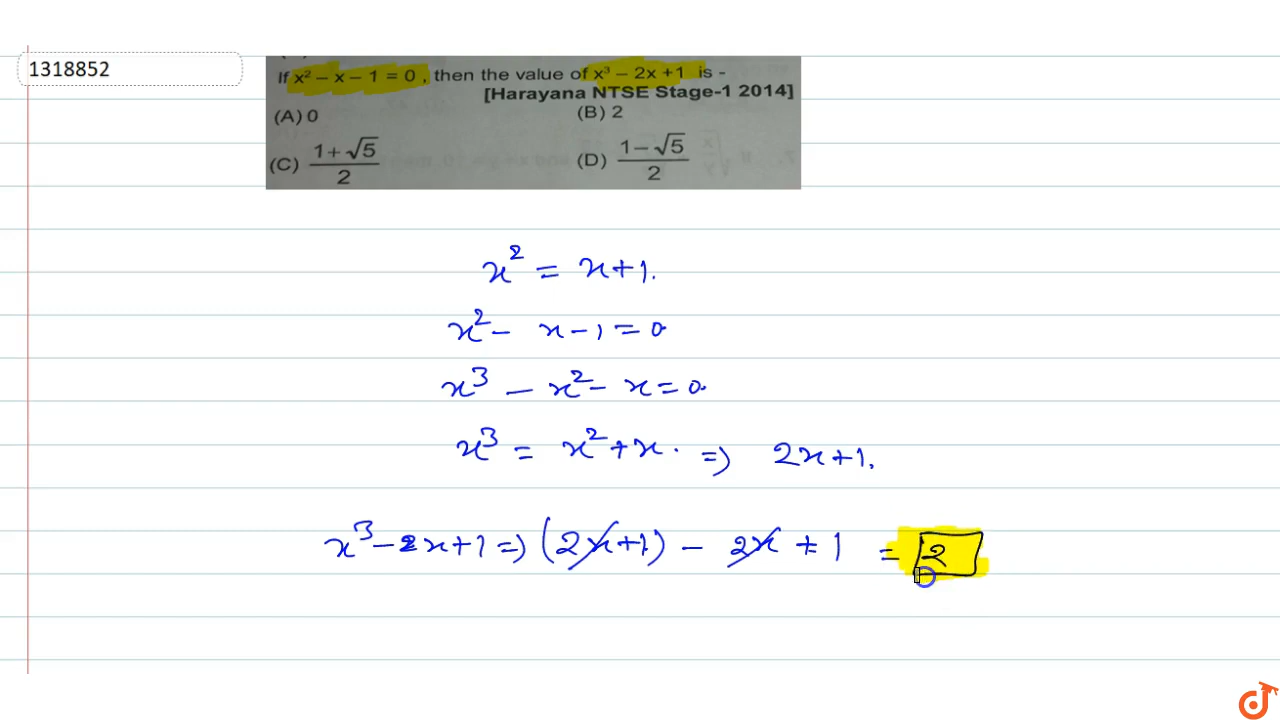 1318852
If x² – x – 1 = 0 , then the value of x³ – 2x +1 is -
[Harayana NTSE Stage-1 2014]
(A) 0 (B) 2
(C) (1+√5)/2 (D) (1–√5)/2
x² = x+1.
x² – x – 1 = 0
x³ – x² – x = 0.
x³ = x² + x. => 2x+1.
x³ – 2x+1 => (2x+1) – 2x + 1 = 2